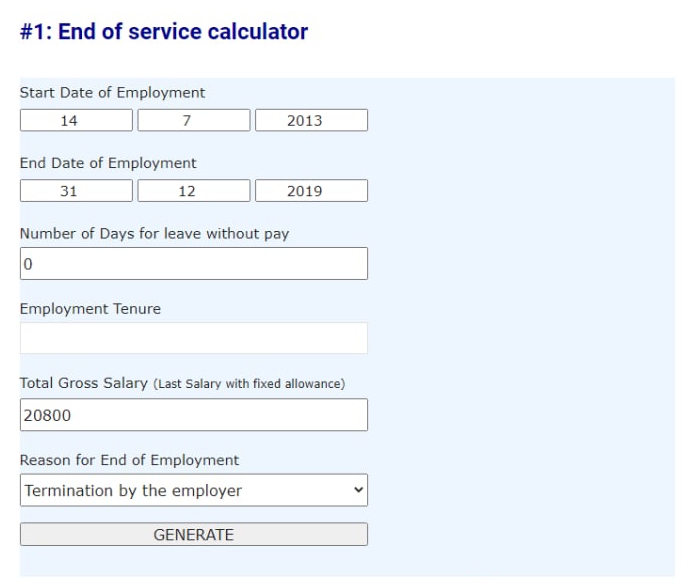 #1: End of service calculator
Start Date of Employment
14 7 2013
End Date of Employment
31 12 2019
Number of Days for leave without pay
0
Employment Tenure
Total Gross Salary (Last Salary with fixed allowance)
20800
Reason for End of Employment
Termination by the employer
GENERATE